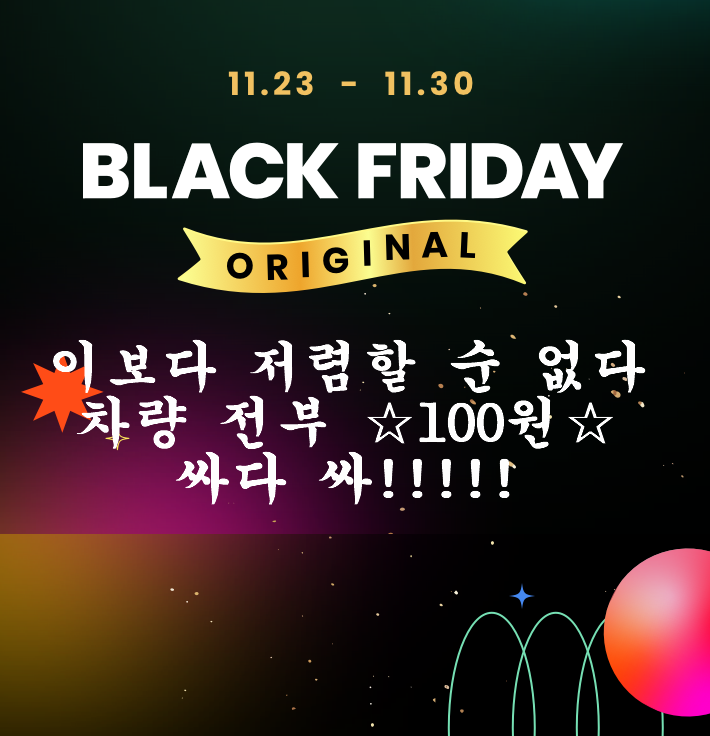 11.23 - 11.30
BLACK FRIDAY
ORIGINAL
이보다 저렴할 순 없다
차량 전부 ☆100원☆
싸다 싸!!!!!